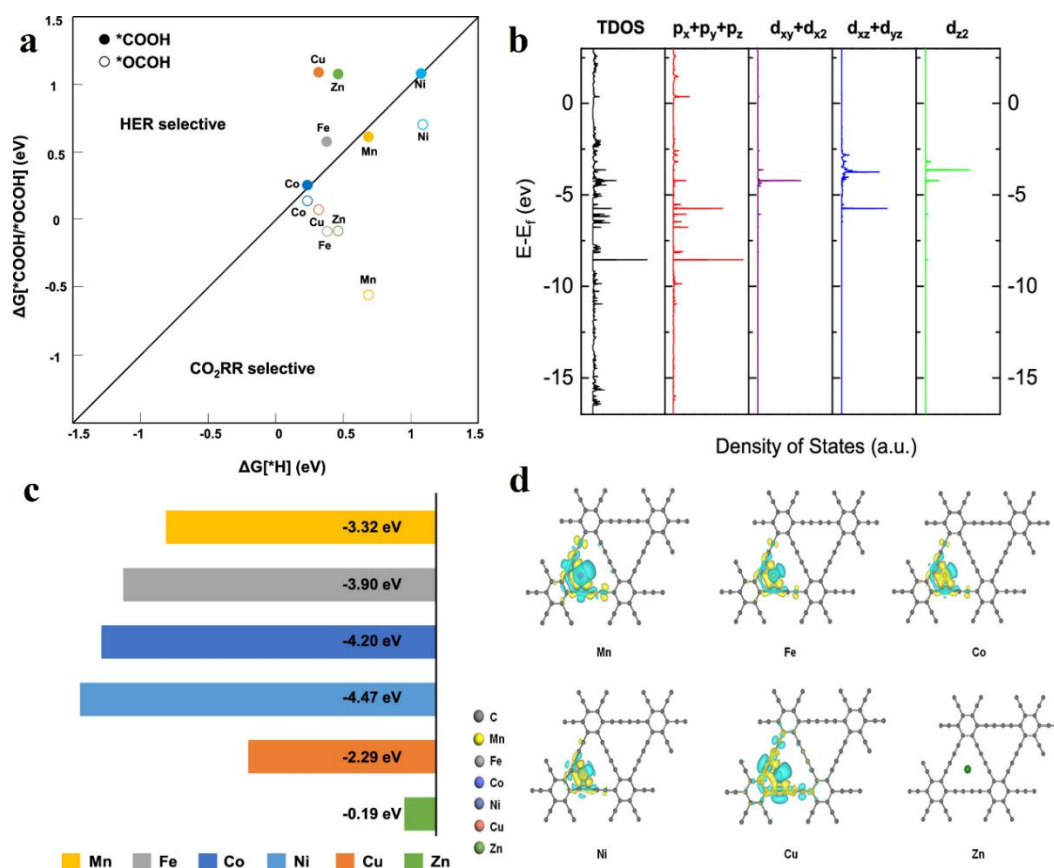 a
1.5
1
0.5
0
-0.5
-1
-1.5 -1 -0.5 0 0.5 1 1.5
ΔG[*COOH/*OCOH] (eV)
ΔG[*H] (eV)
*COOH
*OCOH
HER selective
CO2RR selective
Cu
Zn
Ni
Fe
Mn
Ni
Co
Co
Cu
Zn
Fe
Mn
b
TDOS px+py+pz dxy+dx2 dxz+dyz dz2
0 0
-5 -5
-10 -10
-15 -15
E-Ef (ev)
Density of States (a.u.)
c
-3.32 eV
-3.90 eV
-4.20 eV
-4.47 eV
-2.29 eV
-0.19 eV
Mn Fe Co Ni Cu Zn
d
Mn Fe Co
C
Mn
Fe
Co
Ni
Cu
Zn
Ni Cu Zn